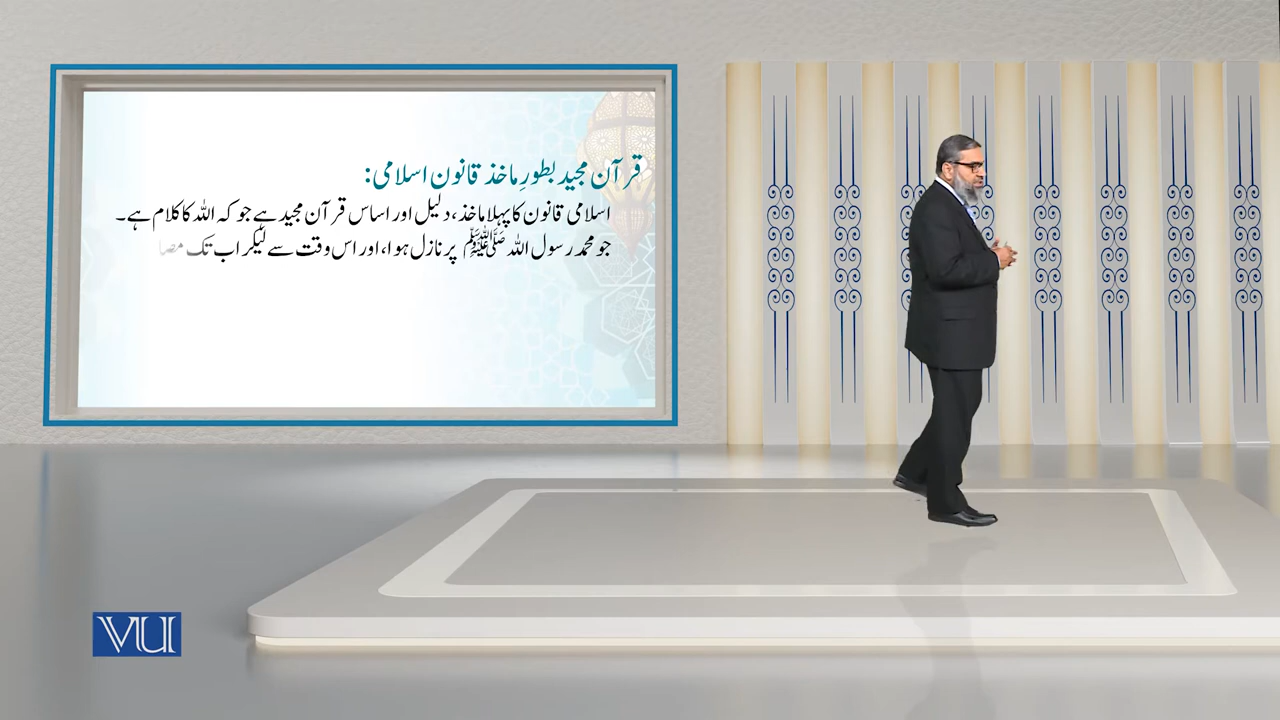 قرآن مجید بطورِ ماخذ قانون اسلامی:
اسلامی قانون کا پہلا ماخذ، دلیل اور اساس قرآن مجید ہے جو کہ اللہ کا کلام ہے۔
جو محمد رسول اللہ ﷺ پر نازل ہوا، اور اس وقت سے لیکر اب تک
VU